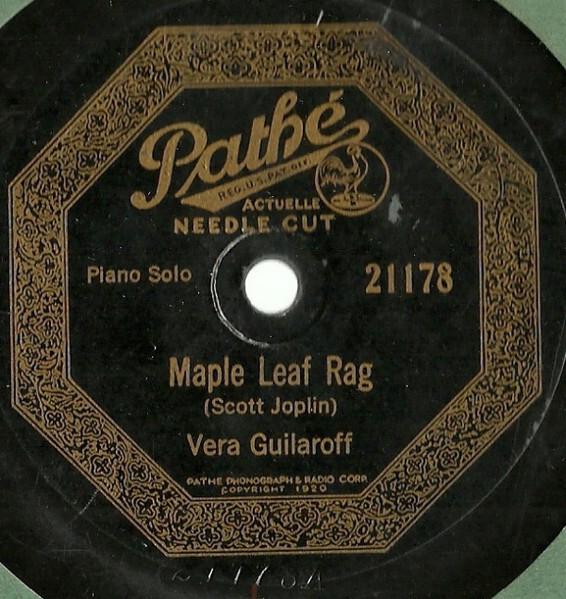 Pathé
REG. U.S. PAT. OFF.
ACTUELLE
NEEDLE CUT
Piano Solo
21178
Maple Leaf Rag
(Scott Joplin)
Vera Guilaroff
PATHE PHONOGRAPH & RADIO CORP.
COPYRIGHT 1920